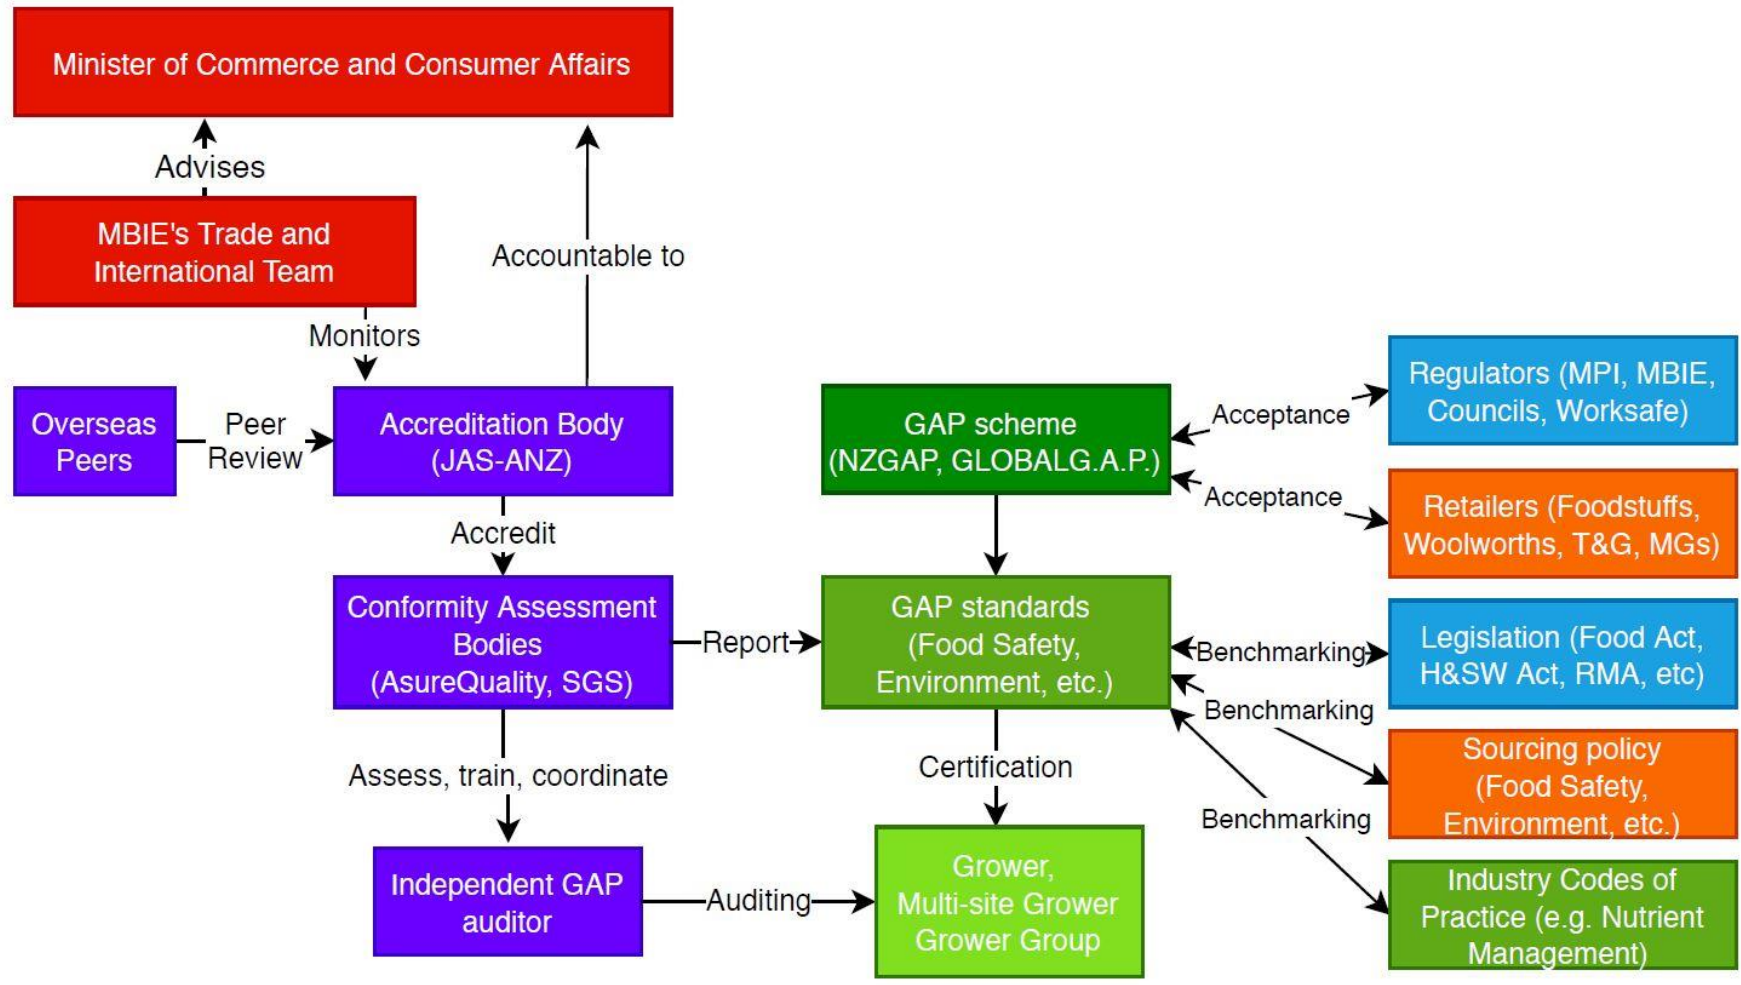 Minister of Commerce and Consumer Affairs
Advises
MBIE's Trade and
International Team
Accountable to
Monitors
Overseas
Peers
Peer
Review
Accreditation Body
(JAS-ANZ)
Accredit
Conformity Assessment
Bodies
(AsureQuality, SGS)
Report
Assess, train, coordinate
Independent GAP
auditor
Auditing
GAP scheme
(NZGAP, GLOBALG.A.P.)
GAP standards
(Food Safety,
Environment, etc.)
Certification
Grower,
Multi-site Grower
Grower Group
Acceptance
Regulators (MPI, MBIE,
Councils, Worksafe)
Acceptance
Retailers (Foodstuffs,
Woolworths, T&G, MGs)
Benchmarking
Legislation (Food Act,
H&SW Act, RMA, etc)
Benchmarking
Sourcing policy
(Food Safety,
Environment, etc.)
Benchmarking
Industry Codes of
Practice (e.g. Nutrient
Management)